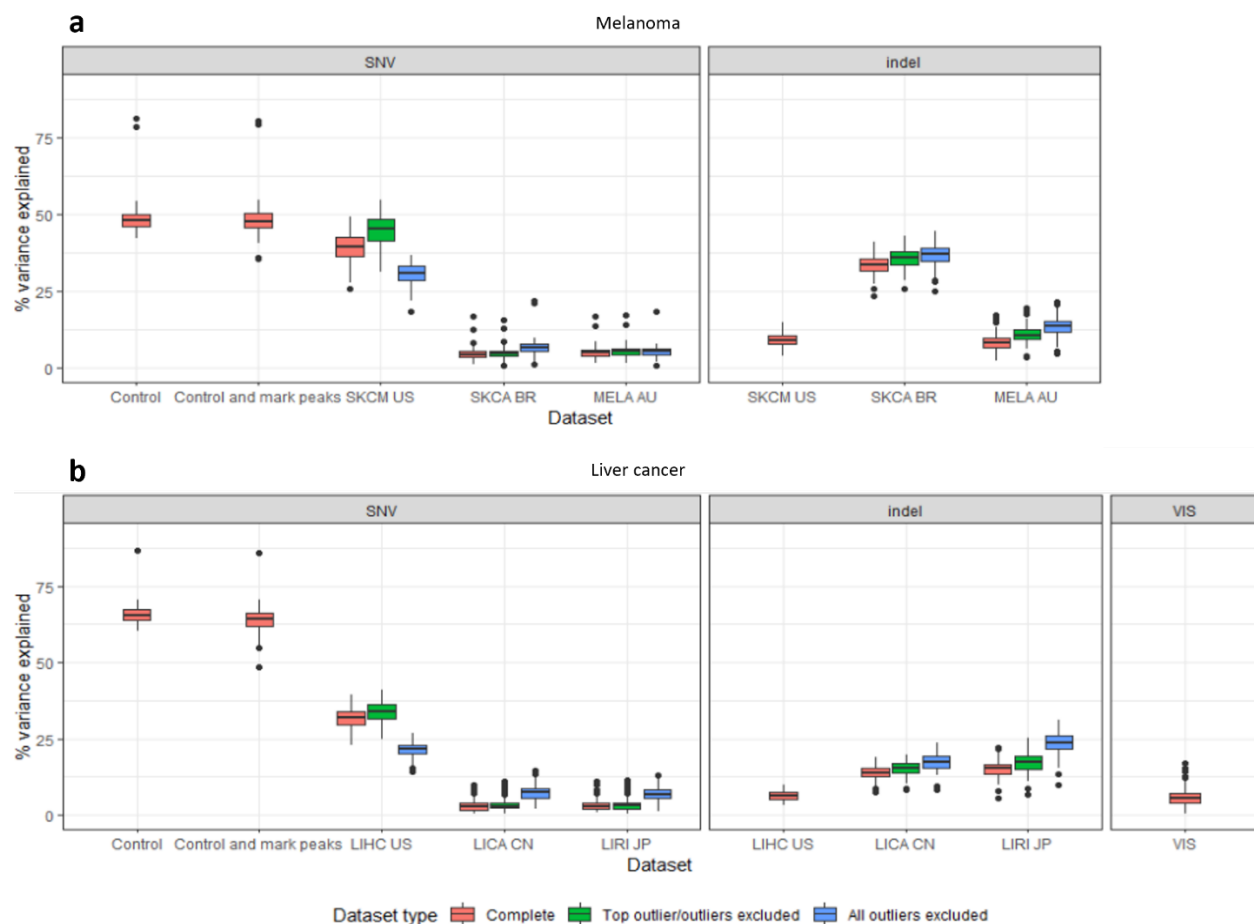 a
Melanoma
SNV
indel
% variance explained
75
50
25
0
Control
Control and mark peaks
SKCM US
SKCA BR
MELA AU
SKCM US
SKCA BR
MELA AU
Dataset
b
Liver cancer
SNV
indel
VIS
% variance explained
75
50
25
0
Control
Control and mark peaks
LIHC US
LICA CN
LIRI JP
LIHC US
LICA CN
LIRI JP
VIS
Dataset
Dataset type
Complete
Top outlier/outliers excluded
All outliers excluded